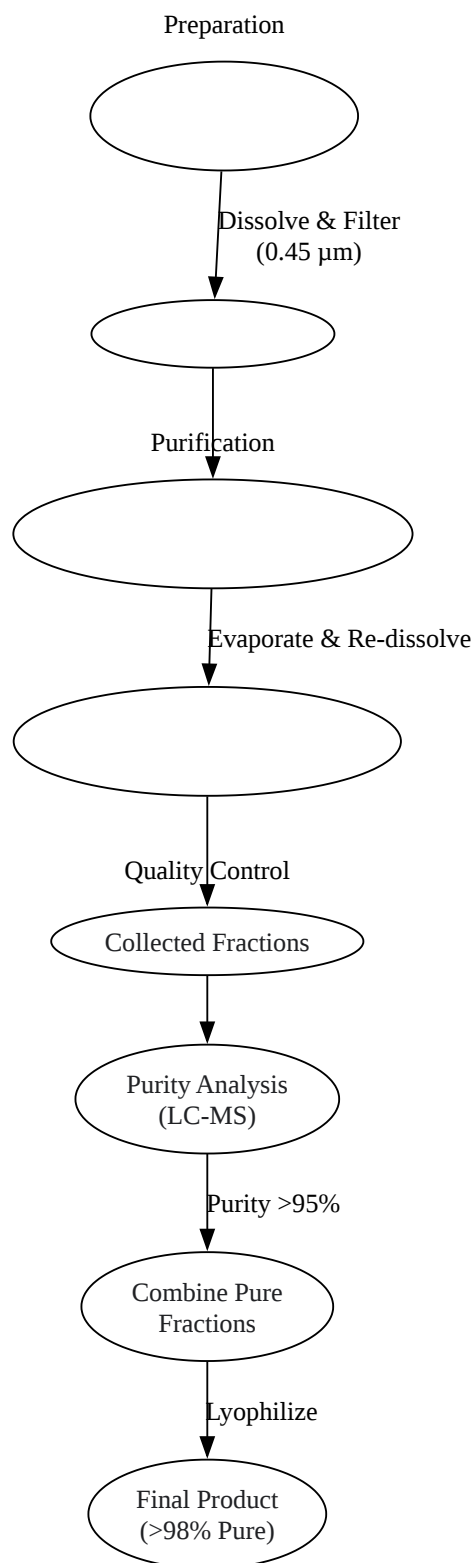 Preparation
Dissolve & Filter
(0.45 µm)
Purification
Evaporate & Re-dissolve
Quality Control
Collected Fractions
Purity Analysis
(LC-MS)
Purity >95%
Combine Pure
Fractions
Lyophilize
Final Product
(>98% Pure)